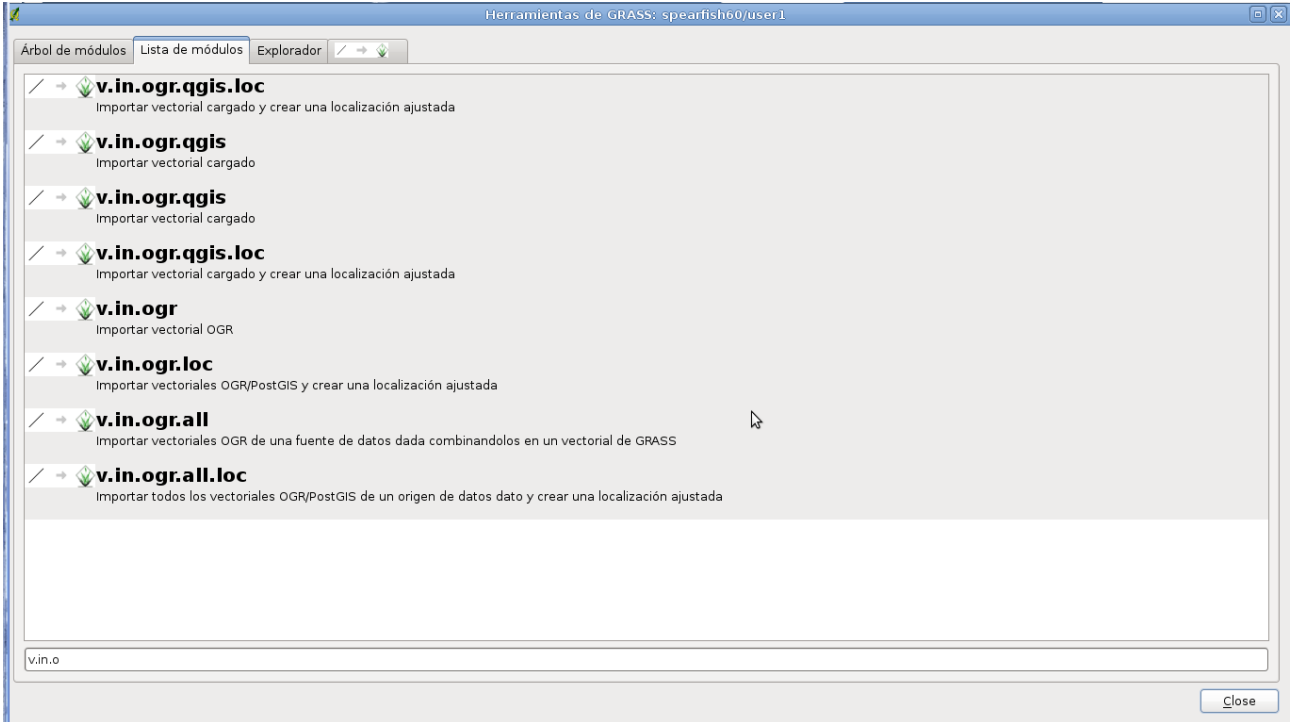 Herramientas de GRASS: spearfish60/user1
Árbol de módulos Lista de módulos Explorador
v.in.ogr.qgis.loc
Importar vectorial cargado y crear una localización ajustada
v.in.ogr.qgis
Importar vectorial cargado
v.in.ogr.qgis
Importar vectorial cargado
v.in.ogr.qgis.loc
Importar vectorial cargado y crear una localización ajustada
v.in.ogr
Importar vectorial OGR
v.in.ogr.loc
Importar vectoriales OGR/PostGIS y crear una localización ajustada
v.in.ogr.all
Importar vectoriales OGR de una fuente de datos dada combinandolos en un vectorial de GRASS
v.in.ogr.all.loc
Importar todos los vectoriales OGR/PostGIS de un origen de datos dato y crear una localización ajustada
v.in.o
Close